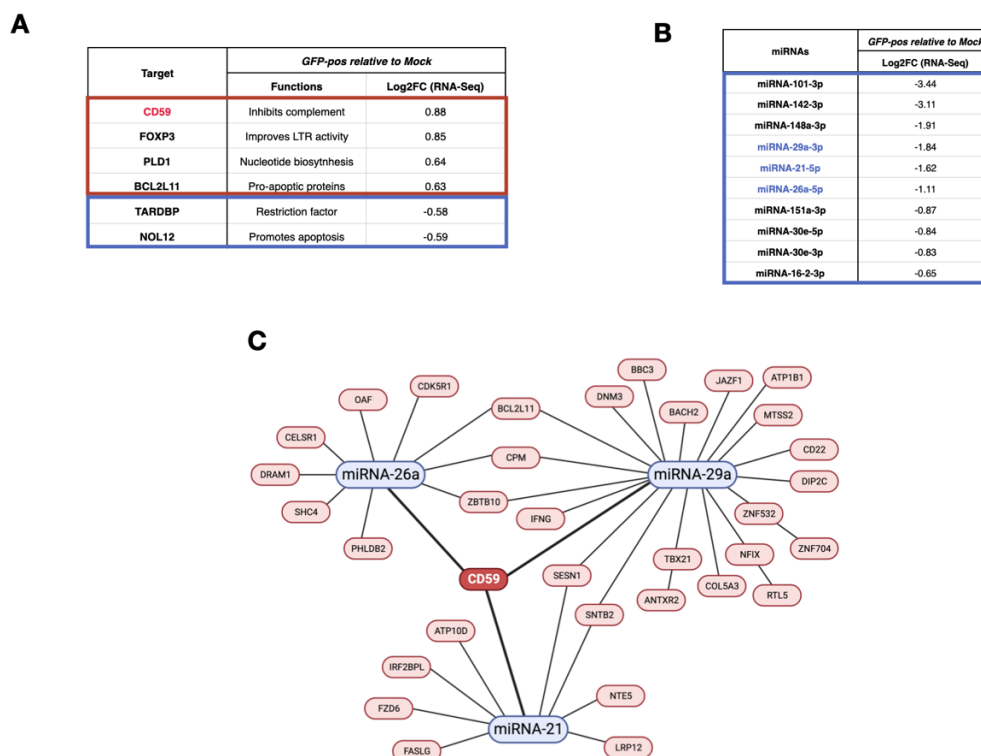 A
Target
GFP-pos relative to Mock
Functions Log2FC (RNA-Seq)
CD59 Inhibits complement 0.88
FOXP3 Improves LTR activity 0.85
PLD1 Nucleotide biosytnhesis 0.64
BCL2L11 Pro-apoptic proteins 0.63
TARDBP Restriction factor -0.58
NOL12 Promotes apoptosis -0.59
B
miRNAs
GFP-pos relative to Mock
Log2FC (RNA-Seq)
miRNA-101-3p -3.44
miRNA-142-3p -3.11
miRNA-148a-3p -1.91
miRNA-29a-3p -1.84
miRNA-21-5p -1.62
miRNA-26a-5p -1.11
miRNA-151a-3p -0.87
miRNA-30e-5p -0.84
miRNA-30e-3p -0.83
miRNA-16-2-3p -0.65
C
OAF
CDK5R1
CELSR1
DRAM1
SHC4
PHLDB2
miRNA-26a
BCL2L11
CPM
ZBTB10
IFNG
DNM3
BBC3
BACH2
JAZF1
ATP1B1
MTSS2
CD22
DIP2C
miRNA-29a
ZNF532
ZNF704
NFIX
RTL5
TBX21
COL5A3
ANTXR2
SESN1
SNTB2
CD59
ATP10D
IRF2BPL
FZD6
FASLG
miRNA-21
NTE5
LRP12